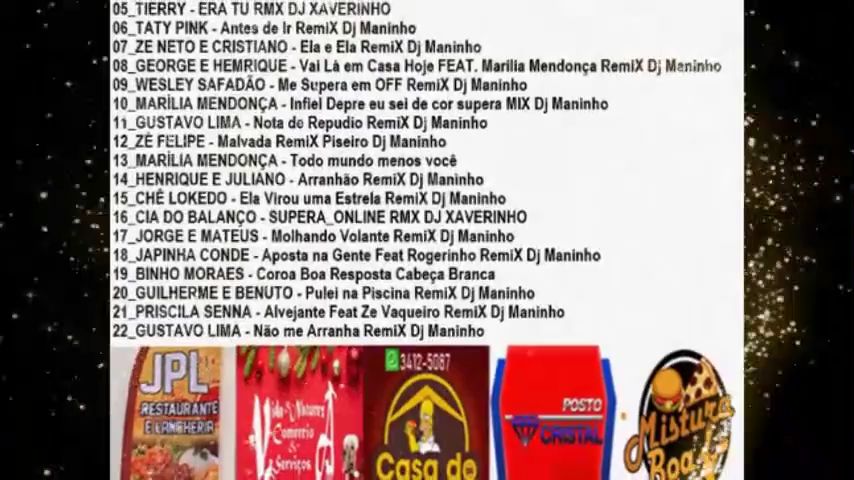 05_TIERRY - ERA TU RMX DJ XAVERINHO
06_TATY PINK - Antes de Ir RemiX Dj Maninho
07_ZE NETO E CRISTIANO - Ela e Ela RemiX Dj Maninho
08_GEORGE E HEMRIQUE - Vai Lá em Casa Hoje FEAT. Marília Mendonça RemiX Dj Maninho
09_WESLEY SAFADÃO - Me Supera em OFF RemiX Dj Maninho
10_MARÍLIA MENDONÇA - Infiel Depre eu sei de cor supera MIX Dj Maninho
11_GUSTAVO LIMA - Nota de Repudio RemiX Dj Maninho
12_ZÉ FELIPE - Malvada RemiX Piseiro Dj Maninho
13_MARÍLIA MENDONÇA - Todo mundo menos você
14_HENRIQUE E JULIANO - Arranhão RemiX Dj Maninho
15_CHÊ LOKEDO - Ela Virou uma Estrela RemiX Dj Maninho
16_CIA DO BALANÇO - SUPERA_ONLINE RMX DJ XAVERINHO
17_JORGE E MATEUS - Molhando Volante RemiX Dj Maninho
18_JAPINHA CONDE - Aposta na Gente Feat Rogerinho RemiX Dj Maninho
19_BINHO MORAES - Coroa Boa Resposta Cabeça Branca
20_GUILHERME E BENUTO - Pulei na Piscina RemiX Dj Maninho
21_PRISCILA SENNA - Alvejante Feat Ze Vaqueiro RemiX Dj Maninho
22_GUSTAVO LIMA - Não me Arranha RemiX Dj Maninho
JPL
RESTAURANTE
E LANCHERIA
Comercio
&
Serviços
3412-5087
Casa do
POSTO
CRISTAL
Mistura
Boa